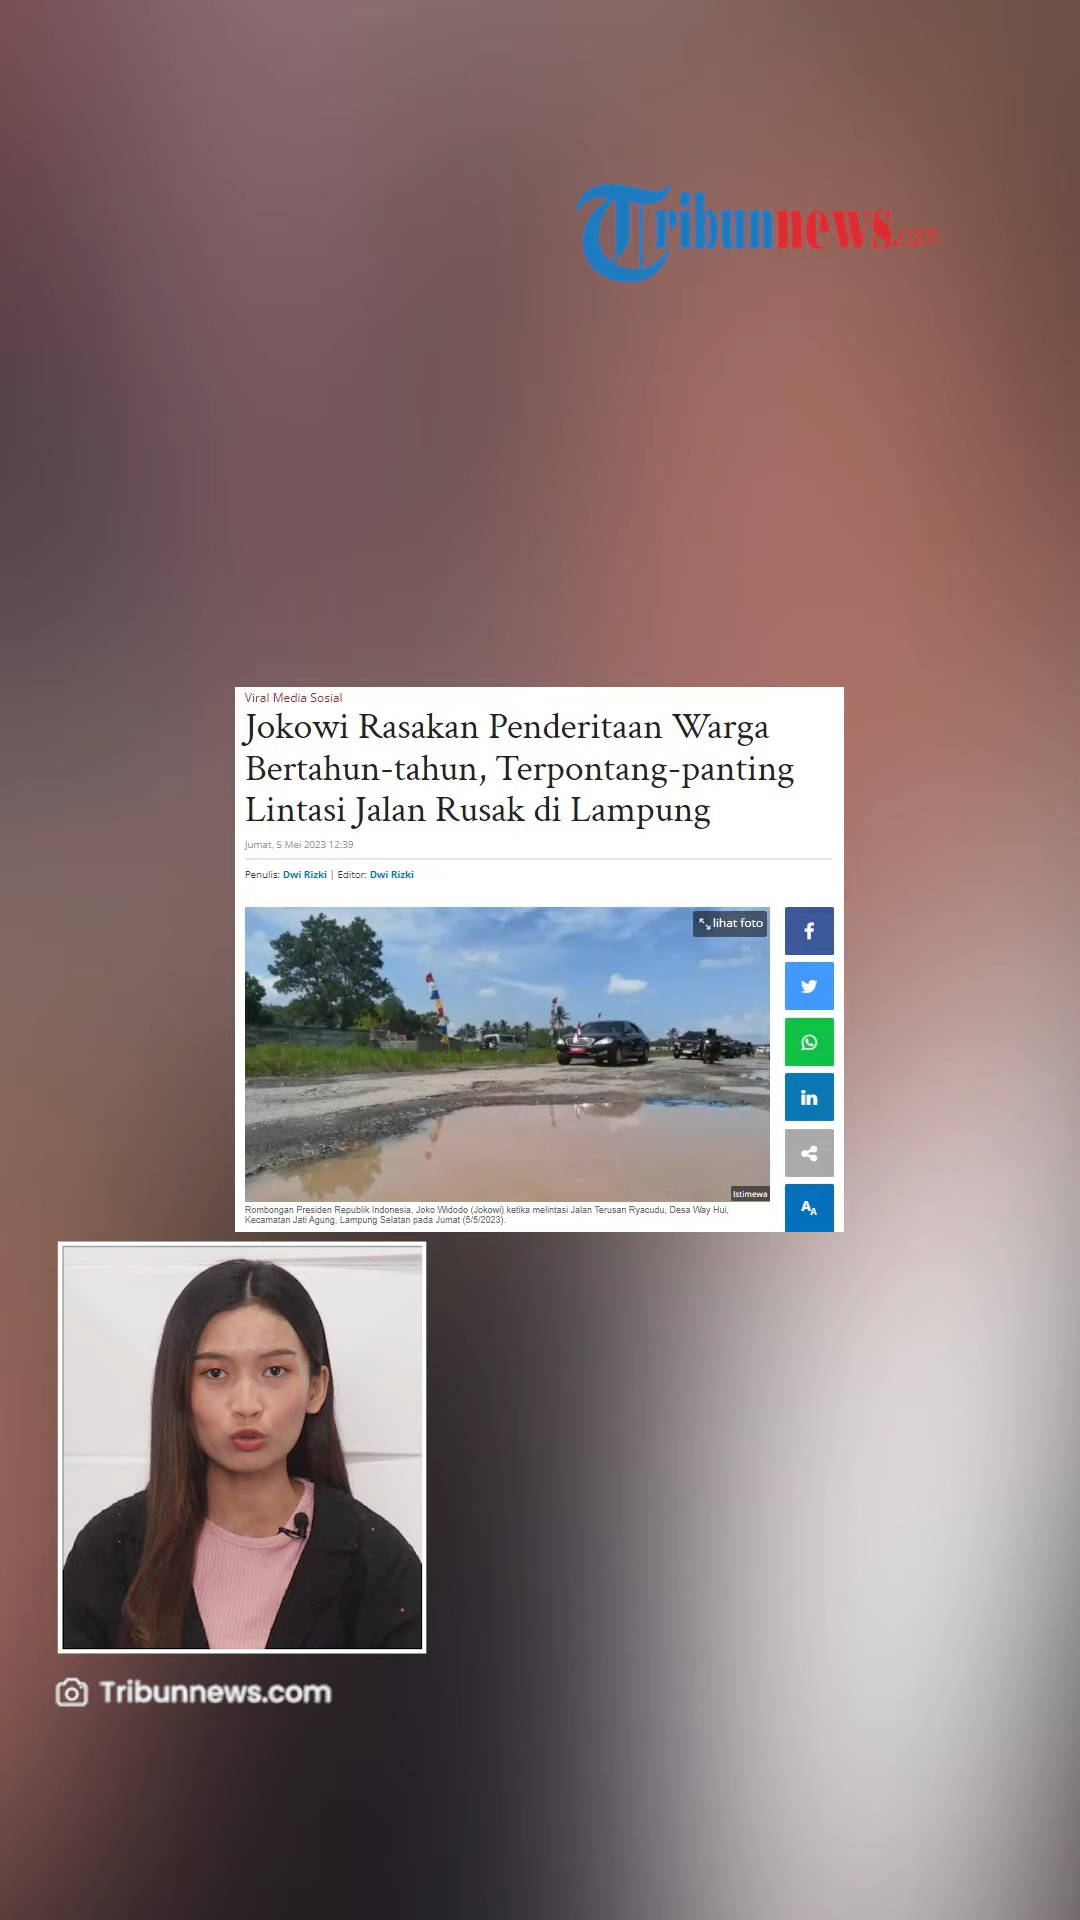 Tribunnews.com
Viral Media Sosial
Jokowi Rasakan Penderitaan Warga
Bertahun-tahun, Terpontang-panting
Lintasi Jalan Rusak di Lampung
Jumat, 5 Mei 2023 12:39
Penulis: Dwi Rizki | Editor: Dwi Rizki
lihat foto
Istimewa
Rombongan Presiden Republik Indonesia, Joko Widodo (Jokowi) ketika melintasi Jalan Terusan Ryacudu, Desa Way Hui,
Kecamatan Jati Agung, Lampung Selatan pada Jumat (5/5/2023).
AA
Tribunnews.com